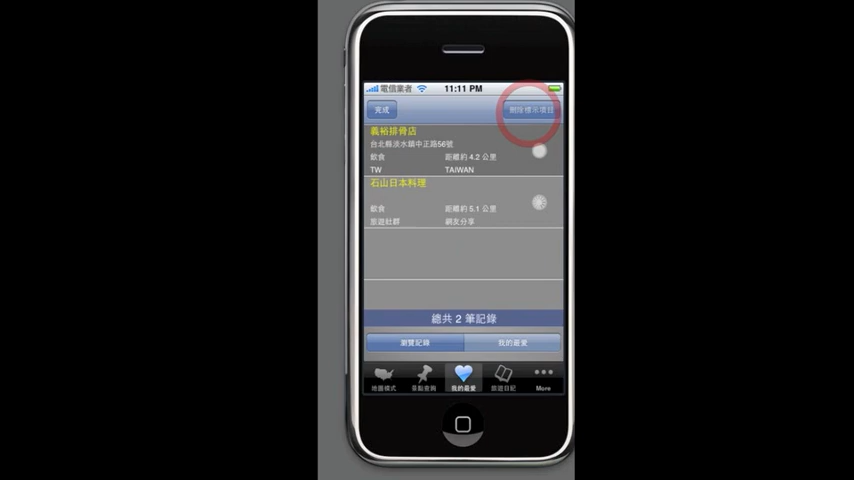 電信業者 11:11 PM
完成 刪除標示項目
義裕排骨店
台北縣淡水鎮中正路56號
飲食 距離約 4.2 公里
TW TAIWAN
石山日本料理
飲食 距離約 5.1 公里
旅遊社群 網友分享
總共 2 筆記錄
瀏覽記錄 我的最愛
地圖模式 景點查詢 我的最愛 旅遊日記 More